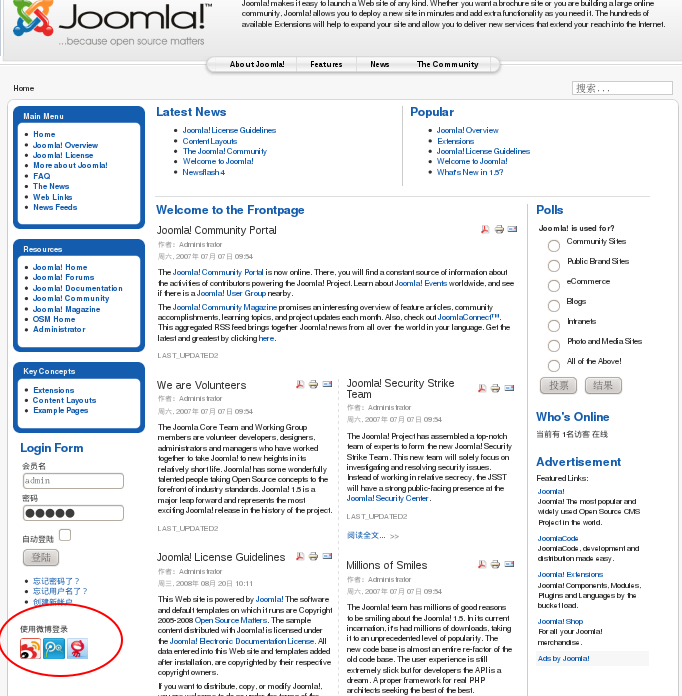 Joomla!™
...because open source matters
Joomla! makes it easy to launch a Web site of any kind. Whether you want a brochure site or you are building a large online
community, Joomla! allows you to deploy a new site in minutes and add extra functionality as you need it. The hundreds of
available Extensions will help to expand your site and allow you to deliver new services that extend your reach into the Internet.
About Joomla!
Features
News
The Community
Home
搜索...
Main Menu
Home
Joomla! Overview
Joomla! License
More about Joomla!
FAQ
The News
Web Links
News Feeds
Resources
Joomla! Home
Joomla! Forums
Joomla! Documentation
Joomla! Community
Joomla! Magazine
OSM Home
Administrator
Key Concepts
Extensions
Content Layouts
Example Pages
Login Form
会员名
admin
密码
自动登陆
登陆
忘记密码了？
忘记用户名了？
创建新帐户
使用微博登录
Latest News
Joomla! License Guidelines
Content Layouts
The Joomla! Community
Welcome to Joomla!
Newsflash 4
Popular
Joomla! Overview
Extensions
Joomla! License Guidelines
Welcome to Joomla!
What's New in 1.5?
Welcome to the Frontpage
Joomla! Community Portal
作者：Administrator
周六, 2007年 07月 07日 09:54
The Joomla! Community Portal is now online. There, you will find a constant source of information about
the activities of contributors powering the Joomla! Project. Learn about Joomla! Events worldwide, and see
if there is a Joomla! User Group nearby.
The Joomla! Community Magazine promises an interesting overview of feature articles, community
accomplishments, learning topics, and project updates each month. Also, check out JoomlaConnect™.
This aggregated RSS feed brings together Joomla! news from all over the world in your language. Get the
latest and greatest by clicking here.
LAST_UPDATED2
We are Volunteers
作者：Administrator
周六, 2007年 07月 07日 09:54
The Joomla Core Team and Working Group
members are volunteer developers, designers,
administrators and managers who have worked
together to take Joomla! to new heights in its
relatively short life. Joomla! has some wonderfully
talented people taking Open Source concepts to the
forefront of industry standards. Joomla! 1.5 is a
major leap forward and represents the most
exciting Joomla! release in the history of the project.
LAST_UPDATED2
Joomla! License Guidelines
作者：Administrator
周三, 2008年 08月 20日 10:11
This Web site is powered by Joomla! The software
and default templates on which it runs are Copyright
2005-2008 Open Source Matters. The sample
content distributed with Joomla! is licensed under
the Joomla! Electronic Documentation License. All
data entered into this Web site and templates added
after installation, are copyrighted by their respective
copyright owners.
If you want to distribute, copy, or modify Joomla!,
Joomla! Security Strike
Team
作者：Administrator
周六, 2007年 07月 07日 09:54
The Joomla! Project has assembled a top-notch
team of experts to form the new Joomla! Security
Strike Team. This new team will solely focus on
investigating and resolving security issues.
Instead of working in relative secrecy, the JSST
will have a strong public-facing presence at the
Joomla! Security Center.
LAST_UPDATED2
阅读全文... >>
Millions of Smiles
作者：Administrator
周六, 2007年 07月 07日 09:54
The Joomla! team has millions of good reasons
to be smiling about the Joomla! 1.5. In its current
incarnation, it's had millions of downloads, taking
it to an unprecedented level of popularity. The
new code base is almost an entire re-factor of the
old code base. The user experience is still
extremely slick but for developers the API is a
dream. A proper framework for real PHP
architects seeking the best of the best.
Polls
Joomla! is used for?
Community Sites
Public Brand Sites
eCommerce
Blogs
Intranets
Photo and Media Sites
All of the Above!
投票
结果
Who's Online
当前有 1名访客 在线
Advertisement
Featured Links:
Joomla!
Joomla! The most popular and
widely used Open Source CMS
Project in the world.
JoomlaCode
JoomlaCode, development and
distribution made easy.
Joomla! Extensions
Joomla! Components, Modules,
Plugins and Languages by the
bucket load.
Joomla! Shop
For all your Joomla!
merchandise.
Ads by Joomla!